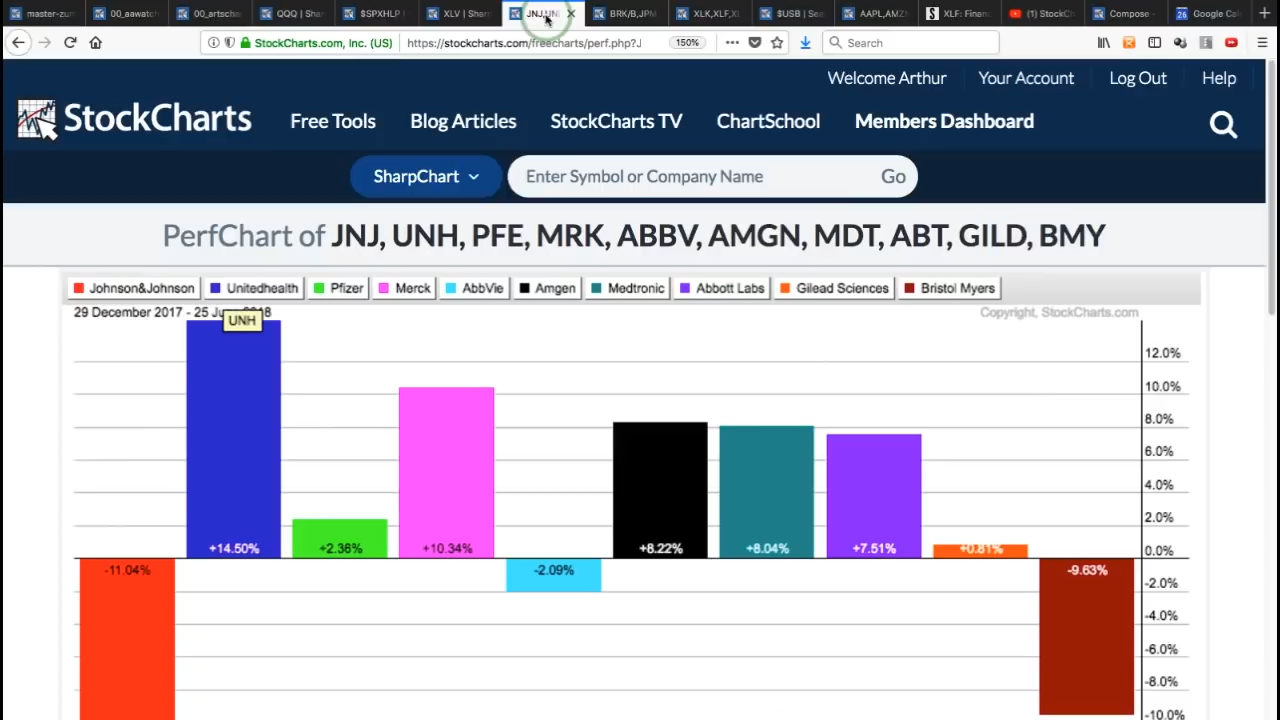 master-zur
00_aawatch
00_artschar
QQQ | Shar
$SPXHLP |
XLV | Shar
JNJ,UN
BRK/B,JPM
XLK,XLF,X
$USB | Sea
AAPL,AMZ
XLF: Financ
(1) StockCh
Compose -
26 Google Cal
StockCharts.com, Inc. (US) https://stockcharts.com/freecharts/perf.php?J 150% Search
Welcome Arthur Your Account Log Out Help
StockCharts Free Tools Blog Articles StockCharts TV ChartSchool Members Dashboard
SharpChart Enter Symbol or Company Name Go
PerfChart of JNJ, UNH, PFE, MRK, ABBV, AMGN, MDT, ABT, GILD, BMY
Johnson&Johnson Unitedhealth Pfizer Merck AbbVie Amgen Medtronic Abbott Labs Gilead Sciences Bristol Myers
29 December 2017 - 25 Ju 2018 Copyright, StockCharts.com
UNH
12.0%
10.0%
8.0%
6.0%
4.0%
2.0%
+14.50% +2.36% +10.34% +8.22% +8.04% +7.51% +0.81% 0.0%
-11.04% -2.09% -9.63%
-2.0%
-4.0%
-6.0%
-8.0%
-10.0%